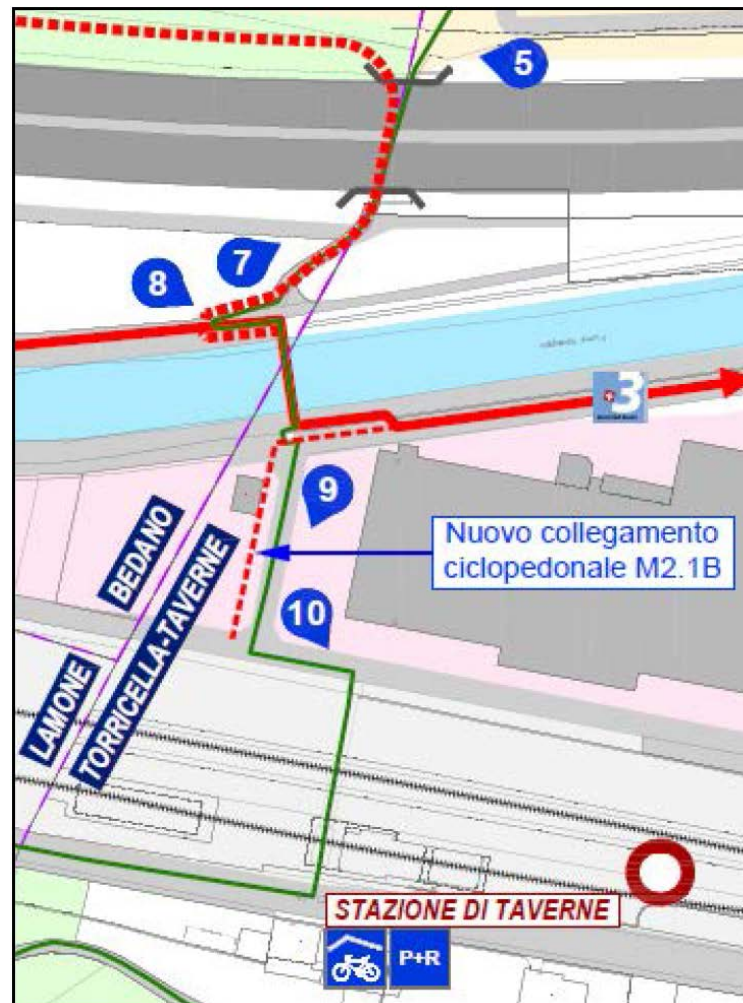 5
7
8
3
9
Nuovo collegamento
ciclopedonale M2.1B
10
BEDANO
TORRICELLA-TAVERNE
LAMONE
STAZIONE DI TAVERNE
P+R